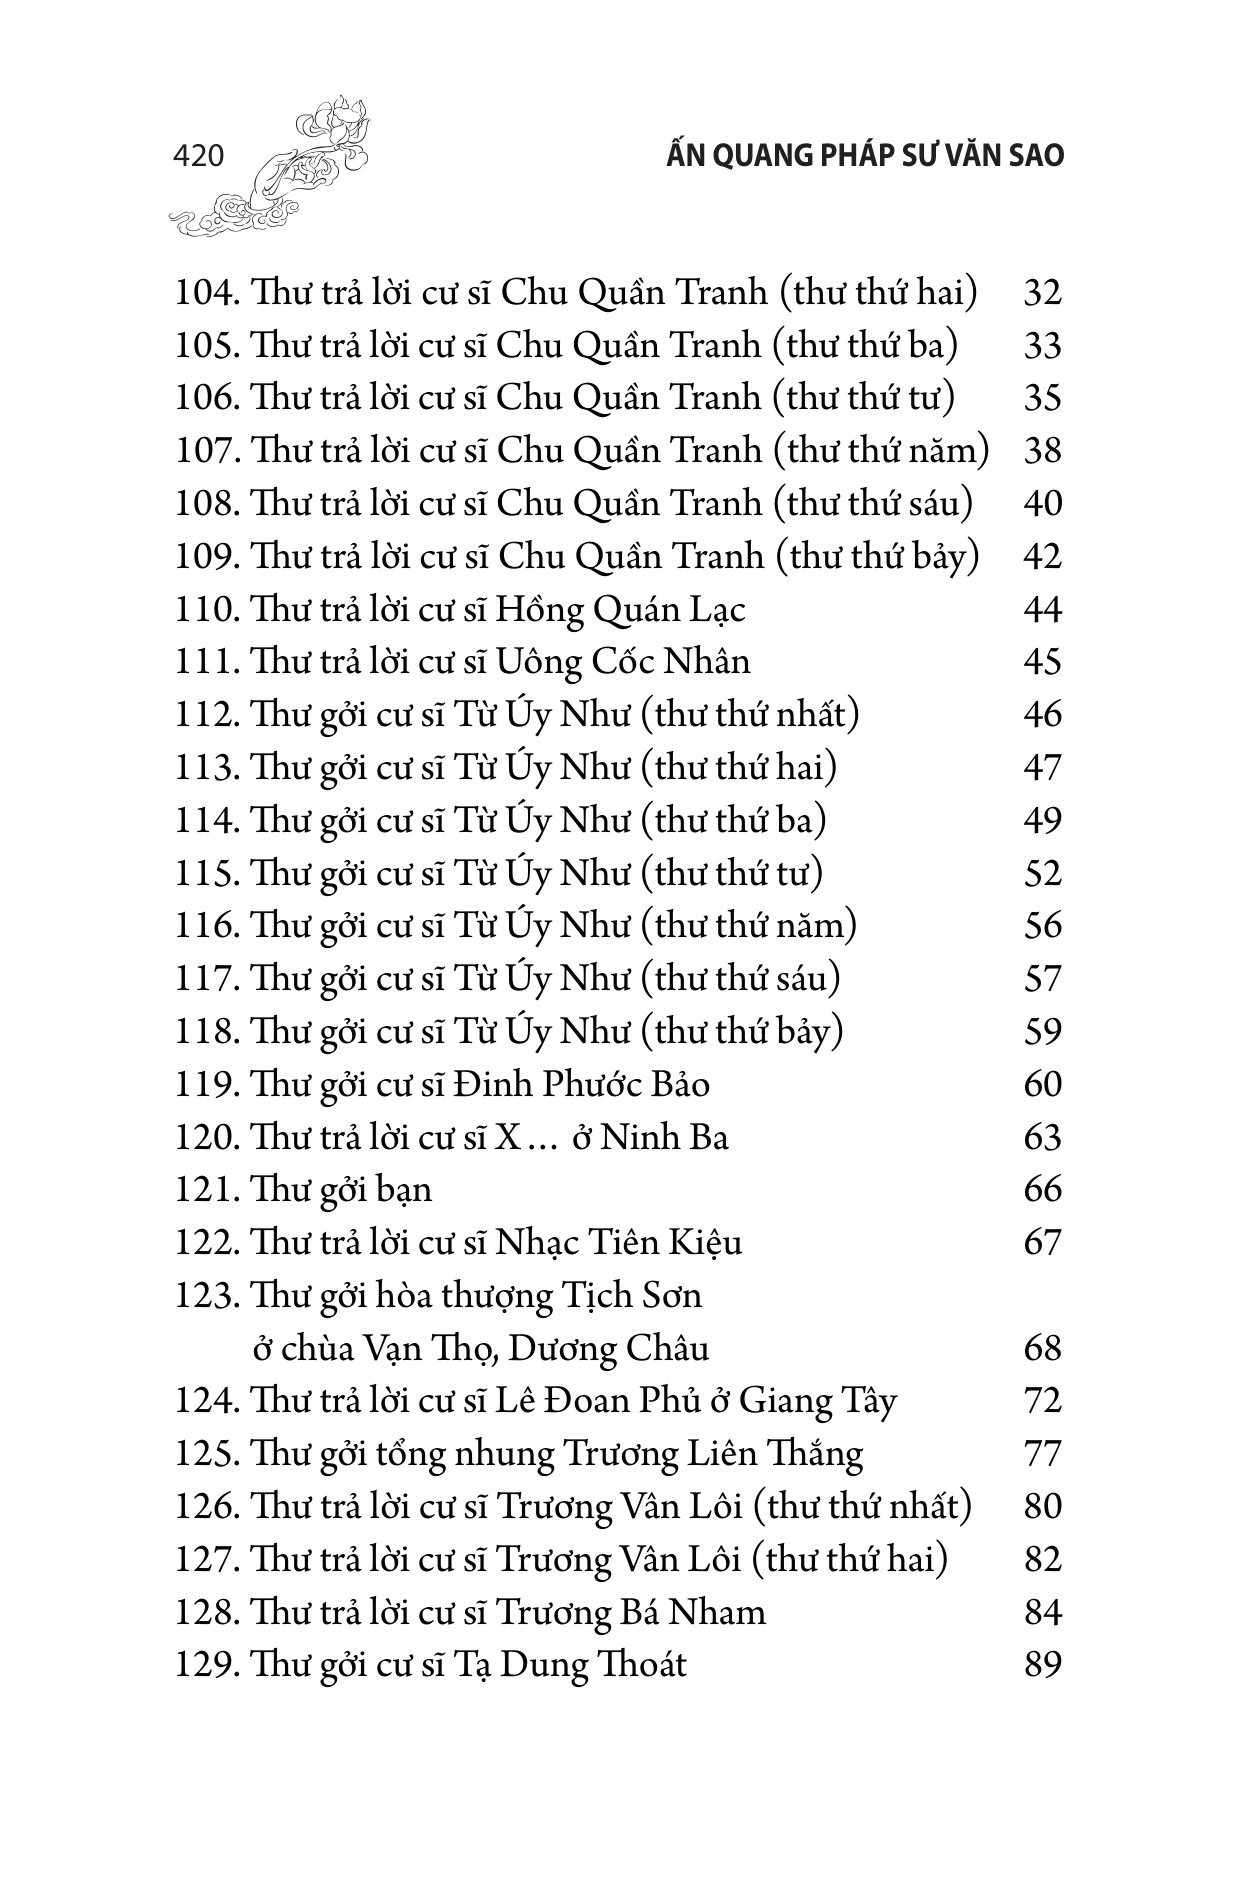 420
ẤN QUANG PHÁP SƯ VĂN SAO
104. Thư trả lời cư sĩ Chu Quần Tranh (thư thứ hai) 32
105. Thư trả lời cư sĩ Chu Quần Tranh (thư thứ ba) 33
106. Thư trả lời cư sĩ Chu Quần Tranh (thư thứ tư) 35
107. Thư trả lời cư sĩ Chu Quần Tranh (thư thứ năm) 38
108. Thư trả lời cư sĩ Chu Quần Tranh (thư thứ sáu) 40
109. Thư trả lời cư sĩ Chu Quần Tranh (thư thứ bảy) 42
110. Thư trả lời cư sĩ Hồng Quán Lạc 44
111. Thư trả lời cư sĩ Uông Cốc Nhân 45
112. Thư gởi cư sĩ Từ Úy Như (thư thứ nhất) 46
113. Thư gởi cư sĩ Từ Úy Như (thư thứ hai) 47
114. Thư gởi cư sĩ Từ Úy Như (thư thứ ba) 49
115. Thư gởi cư sĩ Từ Úy Như (thư thứ tư) 52
116. Thư gởi cư sĩ Từ Úy Như (thư thứ năm) 56
117. Thư gởi cư sĩ Từ Úy Như (thư thứ sáu) 57
118. Thư gởi cư sĩ Từ Úy Như (thư thứ bảy) 59
119. Thư gởi cư sĩ Đinh Phước Bảo 60
120. Thư trả lời cư sĩ X… ở Ninh Ba 63
121. Thư gởi bạn 66
122. Thư trả lời cư sĩ Nhạc Tiên Kiệu 67
123. Thư gởi hòa thượng Tịch Sơn
ở chùa Vạn Thọ, Dương Châu 68
124. Thư trả lời cư sĩ Lê Đoan Phủ ở Giang Tây 72
125. Thư gởi tổng nhung Trương Liên Thắng 77
126. Thư trả lời cư sĩ Trương Vân Lôi (thư thứ nhất) 80
127. Thư trả lời cư sĩ Trương Vân Lôi (thư thứ hai) 82
128. Thư trả lời cư sĩ Trương Bá Nham 84
129. Thư gởi cư sĩ Tạ Dung Thoát 89